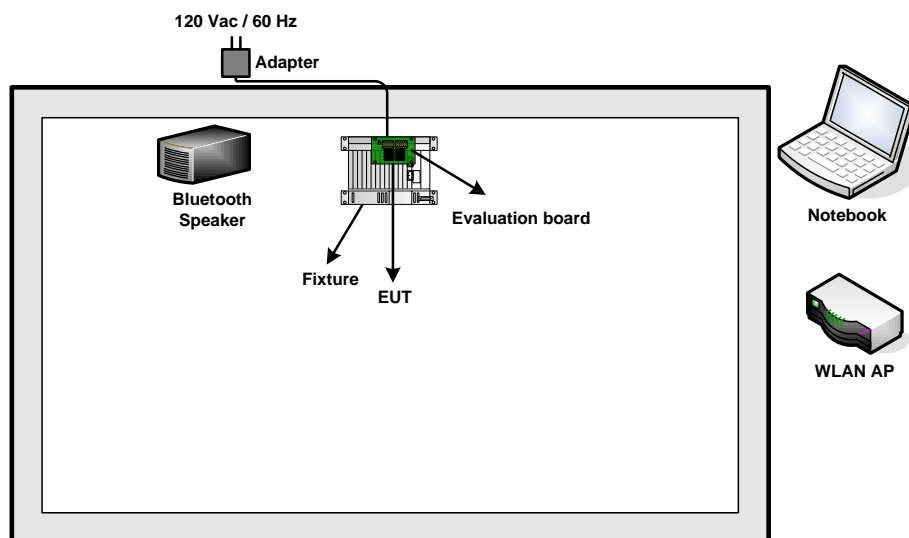 120 Vac / 60 Hz
Adapter
Bluetooth
Speaker
Evaluation board
Fixture
EUT
Notebook
WLAN AP